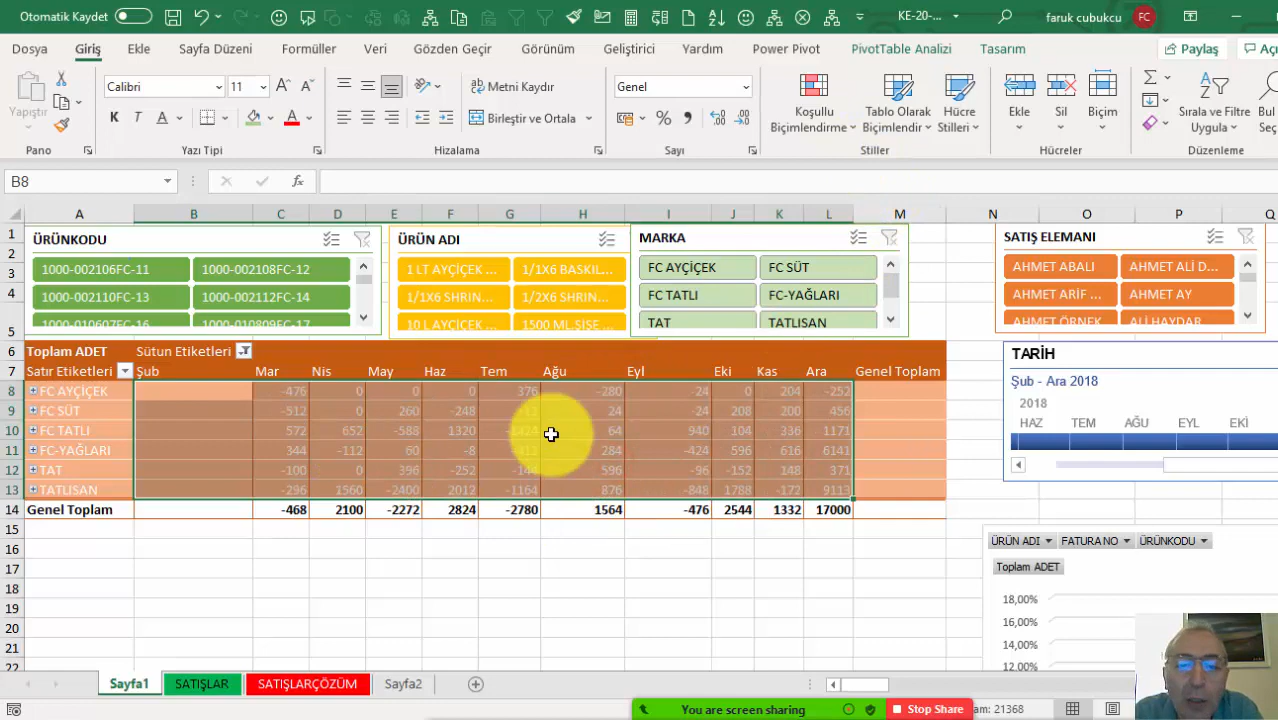 Otomatik Kaydet
KE-20-...
faruk cubukcu
FC
Dosya
Giriş
Ekle
Sayfa Düzeni
Formüller
Veri
Gözden Geçir
Görünüm
Geliştirici
Yardım
Power Pivot
PivotTable Analizi
Tasarım
Paylaş
Yapıştır
Calibri
11
K T A
Metni Kaydır
Birleştir ve Ortala
Genel
Koşullu Biçimlendirme
Tablo Olarak Biçimlendir
Hücre Stilleri
Ekle
Sil
Biçim
Sırala ve Filtre Uygula
Pano
Yazı Tipi
Hizalama
Sayı
Stiller
Hücreler
Düzenleme
B8
A B C D E F G H I J K L M N O P Q
ÜRÜNKODU
1000-002106FC-11 1000-002108FC-12
1000-002110FC-13 1000-002112FC-14
1000-010607FC-16 1000-010809FC-17
ÜRÜN ADI
1 LT AYÇİÇEK ... 1/1X6 BASKIL...
1/1X6 SHRIN... 1/2X6 SHRIN...
10 L AYÇİÇEK ... 1500 ML.ŞİŞE ...
MARKA
FC AYÇİÇEK FC SÜT
FC TATLI FC-YAĞLARI
TAT TATLISAN
SATIŞ ELEMANI
AHMET ABALI AHMET ALİ D...
AHMET ARİF ... AHMET AY
AHMET ÖRNEK ALİ HAYDAR
1
2
3
4
5
6 Toplam ADET Sütun Etiketleri
7 Satır Etiketleri Şub Mar Nis May Haz Tem Ağu Eyl Eki Kas Ara Genel Toplam
8 FC AYÇİÇEK -476 0 0 0 376 -280 -24 0 204 -252
9 FC SÜT -512 0 260 -248 24 -24 208 200 456
10 FC TATLI 572 652 -588 1320 64 940 104 336 1171
11 FC-YAĞLARI 344 -112 60 -8 284 -424 596 616 6141
12 TAT -100 0 396 -252 596 -96 -152 148 371
13 TATLISAN -296 1560 -2400 2012 -1164 876 -848 1788 -172 9113
14 Genel Toplam -468 2100 -2272 2824 -2780 1564 -476 2544 1332 17000
15
16
17
18
19
20
21
22
TARİH
Şub - Ara 2018
2018
HAZ TEM AĞU EYL EKİ
ÜRÜN ADI FATURA NO ÜRÜNKODU
Toplam ADET
18,00%
16,00%
14,00%
12,00%
Sayfa1
SATIŞLAR
SATIŞLARÇÖZÜM
Sayfa2
You are screen sharing
Stop Share
21368